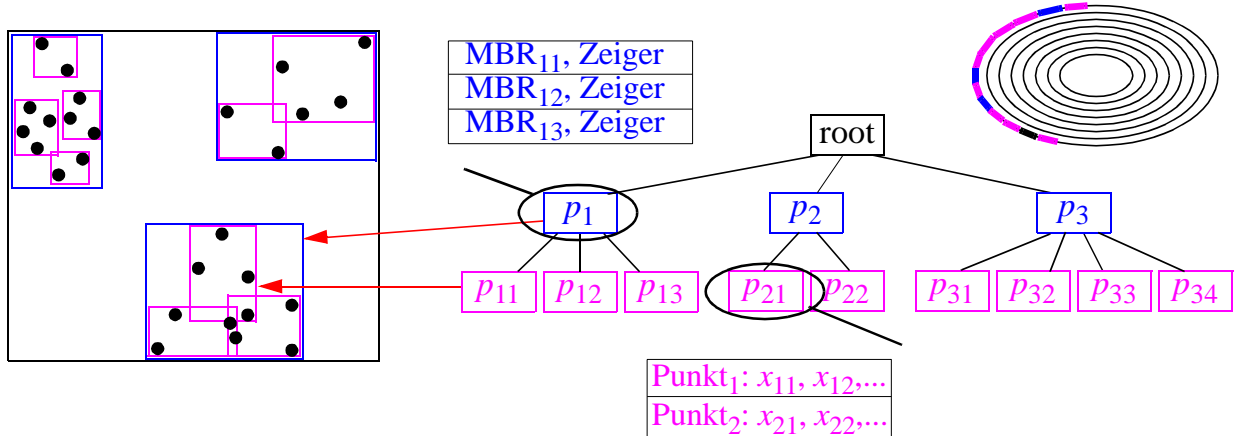 MBR₁₁, Zeiger
MBR₁₂, Zeiger
MBR₁₃, Zeiger
root
p₁ p₂ p₃
p₁₁ p₁₂ p₁₃ p₂₁ p₂₂ p₃₁ p₃₂ p₃₃ p₃₄
Punkt₁: x₁₁, x₁₂,...
Punkt₂: x₂₁, x₂₂,...